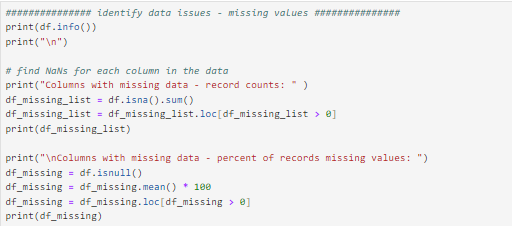 ############### identify data issues - missing values ###############
print(df.info())
print("\n")

# find NaNs for each column in the data
print("Columns with missing data - record counts: " )
df_missing_list = df.isna().sum()
df_missing_list = df_missing_list.loc[df_missing_list > 0]
print(df_missing_list)

print("\nColumns with missing data - percent of records missing values: ")
df_missing = df.isnull()
df_missing = df_missing.mean() * 100
df_missing = df_missing.loc[df_missing > 0]
print(df_missing)